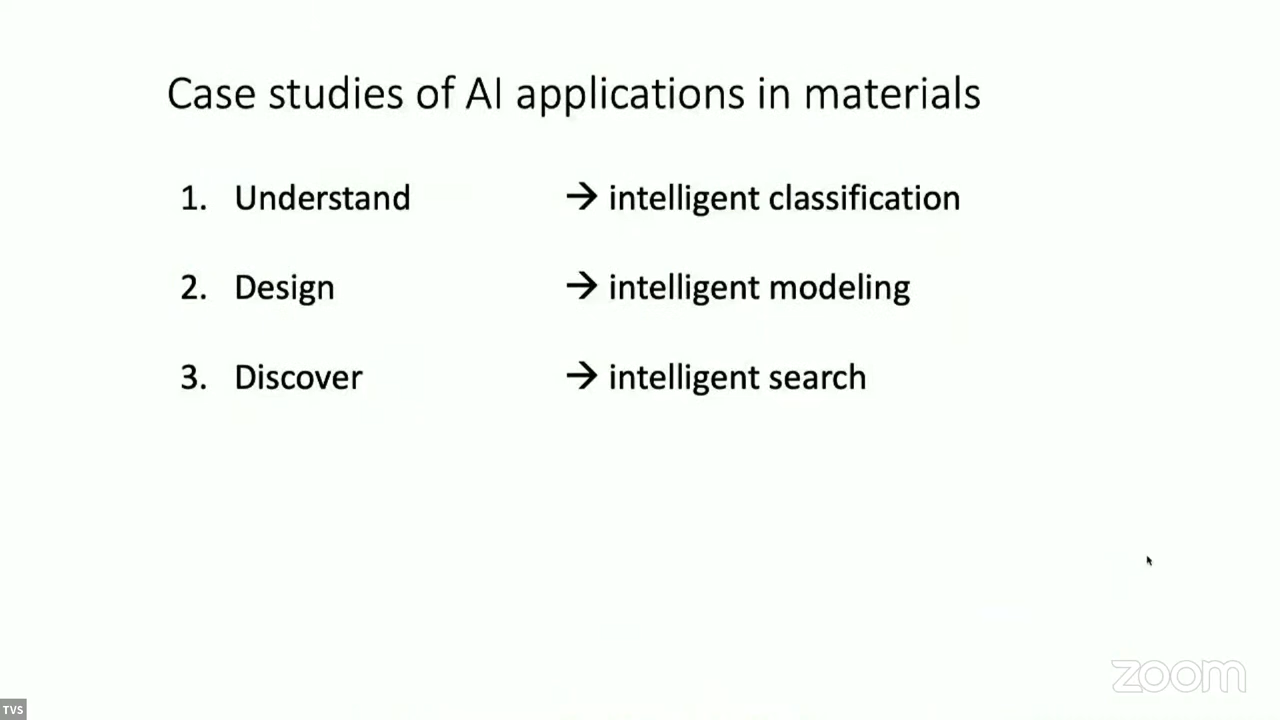 Case studies of AI applications in materials
1. Understand → intelligent classification
2. Design → intelligent modeling
3. Discover → intelligent search
zoom
TVS